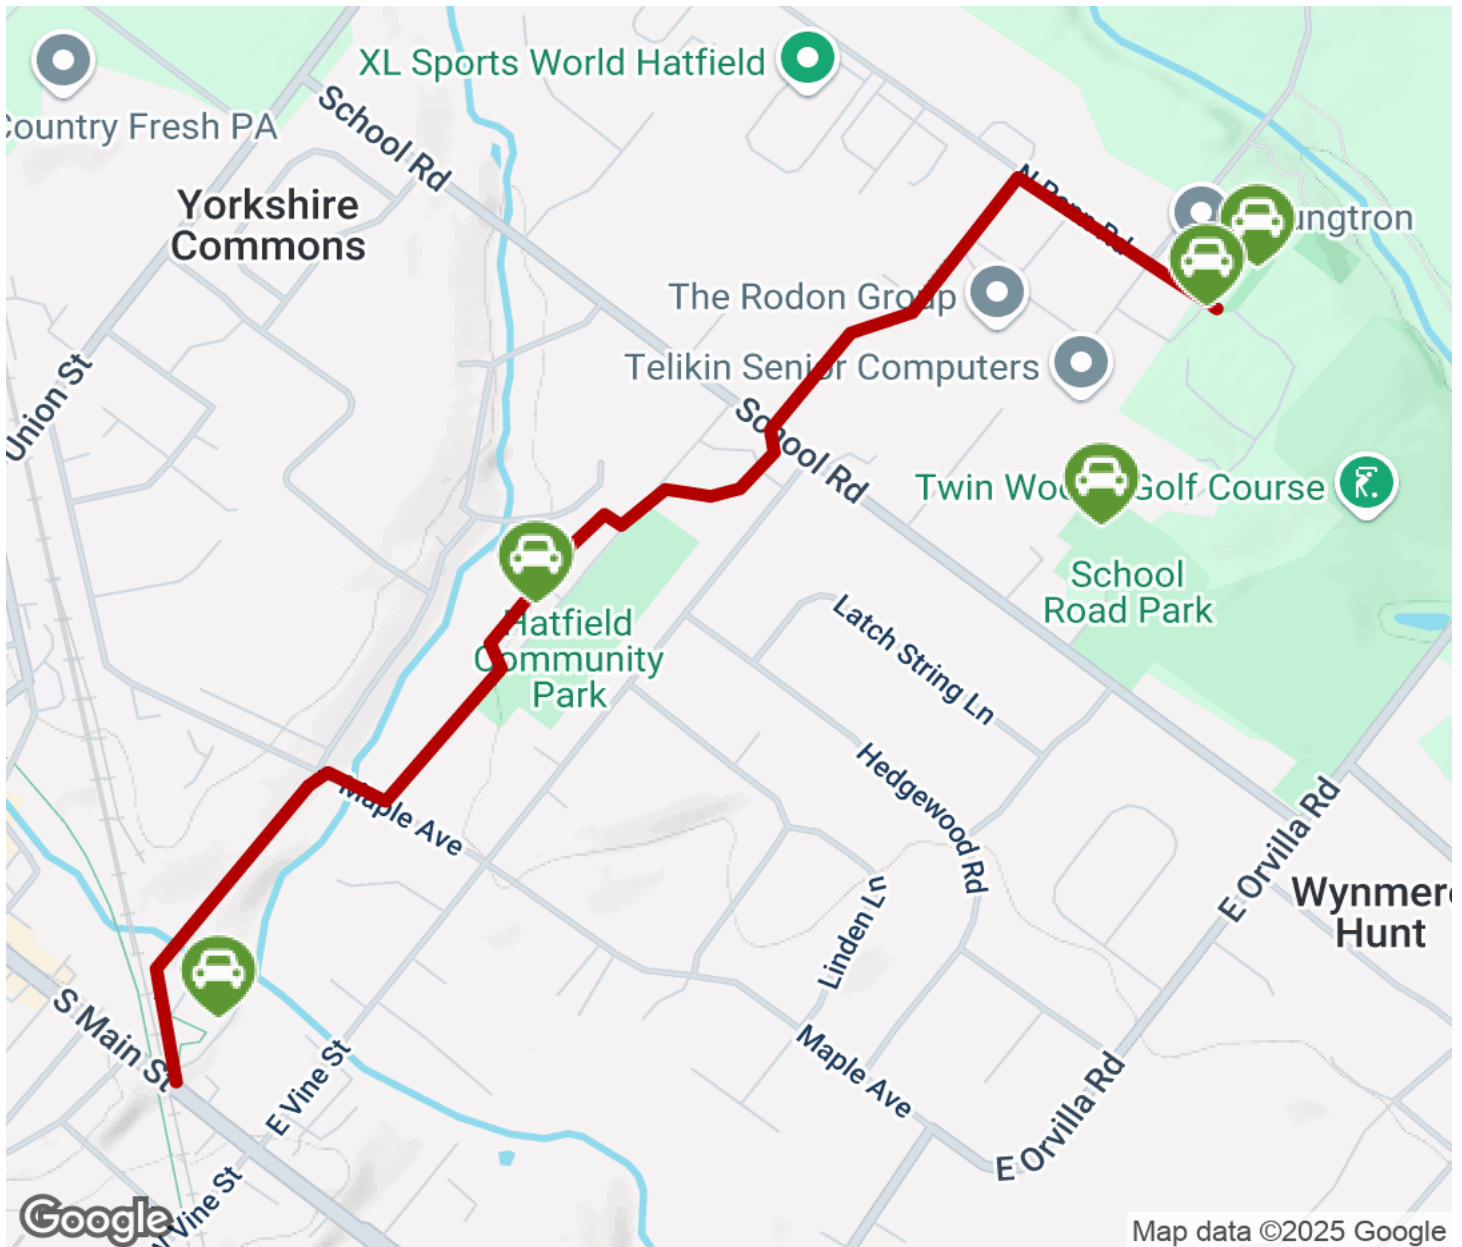 XL Sports World Hatfield
Country Fresh PA
School Rd
Yorkshire
Commons
N Penn Rd
ungtron
The Rodon Group
Telikin Senior Computers
Union St
School Rd
Golf Course
Twin Woo
School
Road Park
Hatfield
Community
Park
Latch String Ln
Hedgewood Rd
Maple Ave
E Orvilla Rd
Linden Ln
Wynmere
Hunt
S Main St
E Vine St
Maple Ave
E Orvilla Rd
W Vine St
Google
Map data ©2025 Google